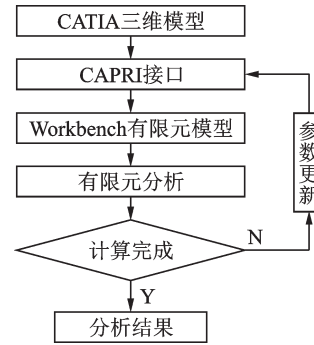 CATIA三维模型
CAPRI接口
Workbench有限元模型
有限元分析
计算完成
N
参数更新
Y
分析结果